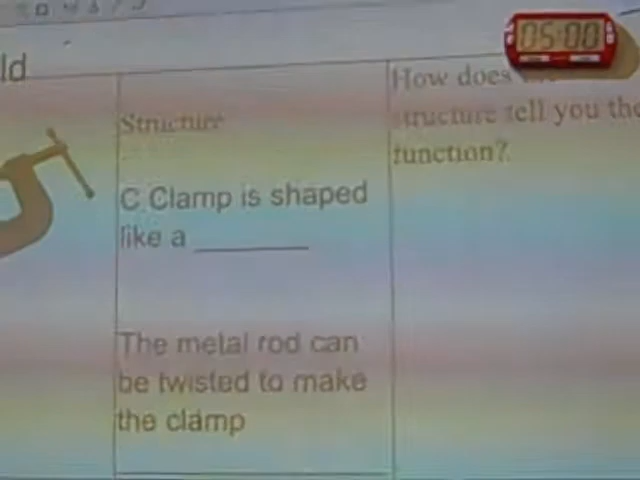 ld
05:00
Structure
C Clamp is shaped
like a ________
The metal rod can
be twisted to make
the clamp
How does
structure tell you the
function?